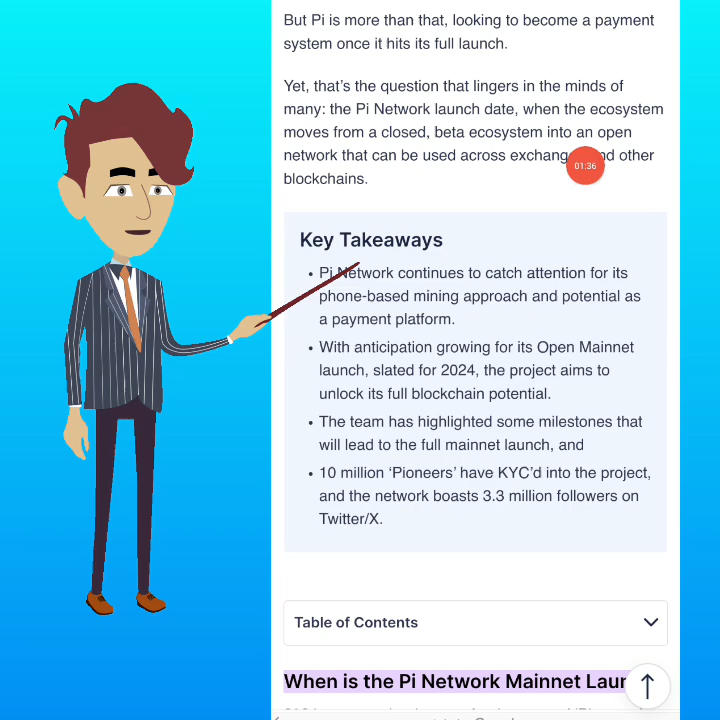 But Pi is more than that, looking to become a payment
system once it hits its full launch.
Yet, that's the question that lingers in the minds of
many: the Pi Network launch date, when the ecosystem
moves from a closed, beta ecosystem into an open
network that can be used across other
01:36
blockchains.
Key Takeaways
• Pi Network continues to catch attention for its
phone-based mining approach and potential as
a payment platform.
• With anticipation growing for its Open Mainnet
launch, slated for 2024, the project aims to
unlock its full blockchain potential.
• The team has highlighted some milestones that
will lead to the full mainnet launch, and
• 10 million ‘Pioneers’ have KYC’d into the project,
and the network boasts 3.3 million followers on
Twitter/X.
Table of Contents
When is the Pi Network Mainnet